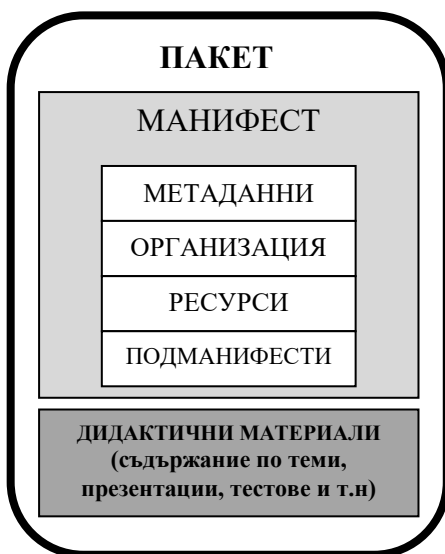 ПАКЕТ
МАНИФЕСТ
МЕТАДАННИ
ОРГАНИЗАЦИЯ
РЕСУРСИ
ПОДМАНИФЕСТИ
ДИДАКТИЧНИ МАТЕРИАЛИ
(съдържание по теми,
презентации, тестове и т.н)